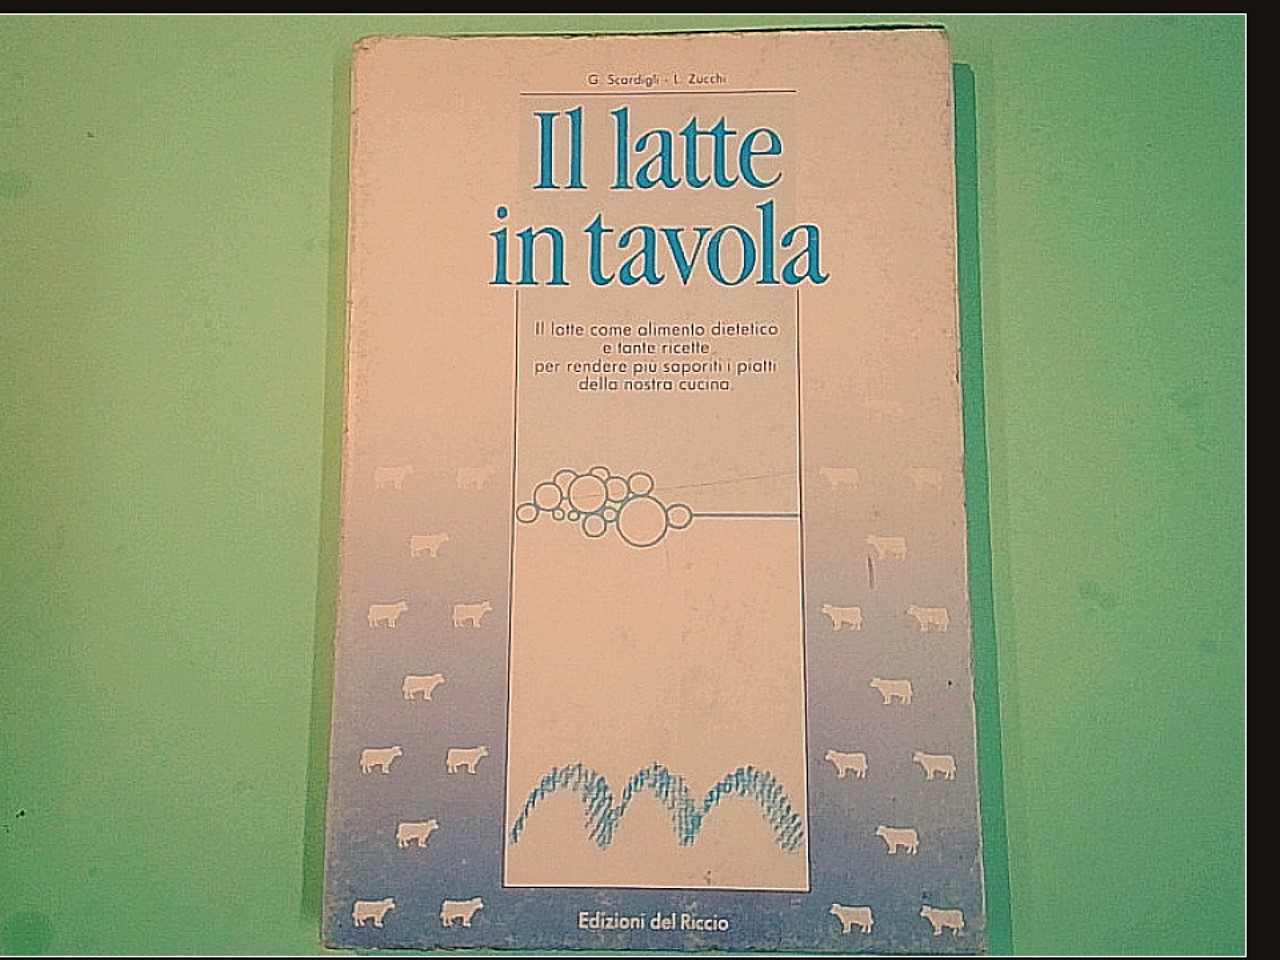 G. Scardigli - L. Zucchi
Il latte
in tavola
Il latte come alimento dietetico
e tante ricette
per rendere più saporiti i piatti
della nostra cucina.
Edizioni del Riccio